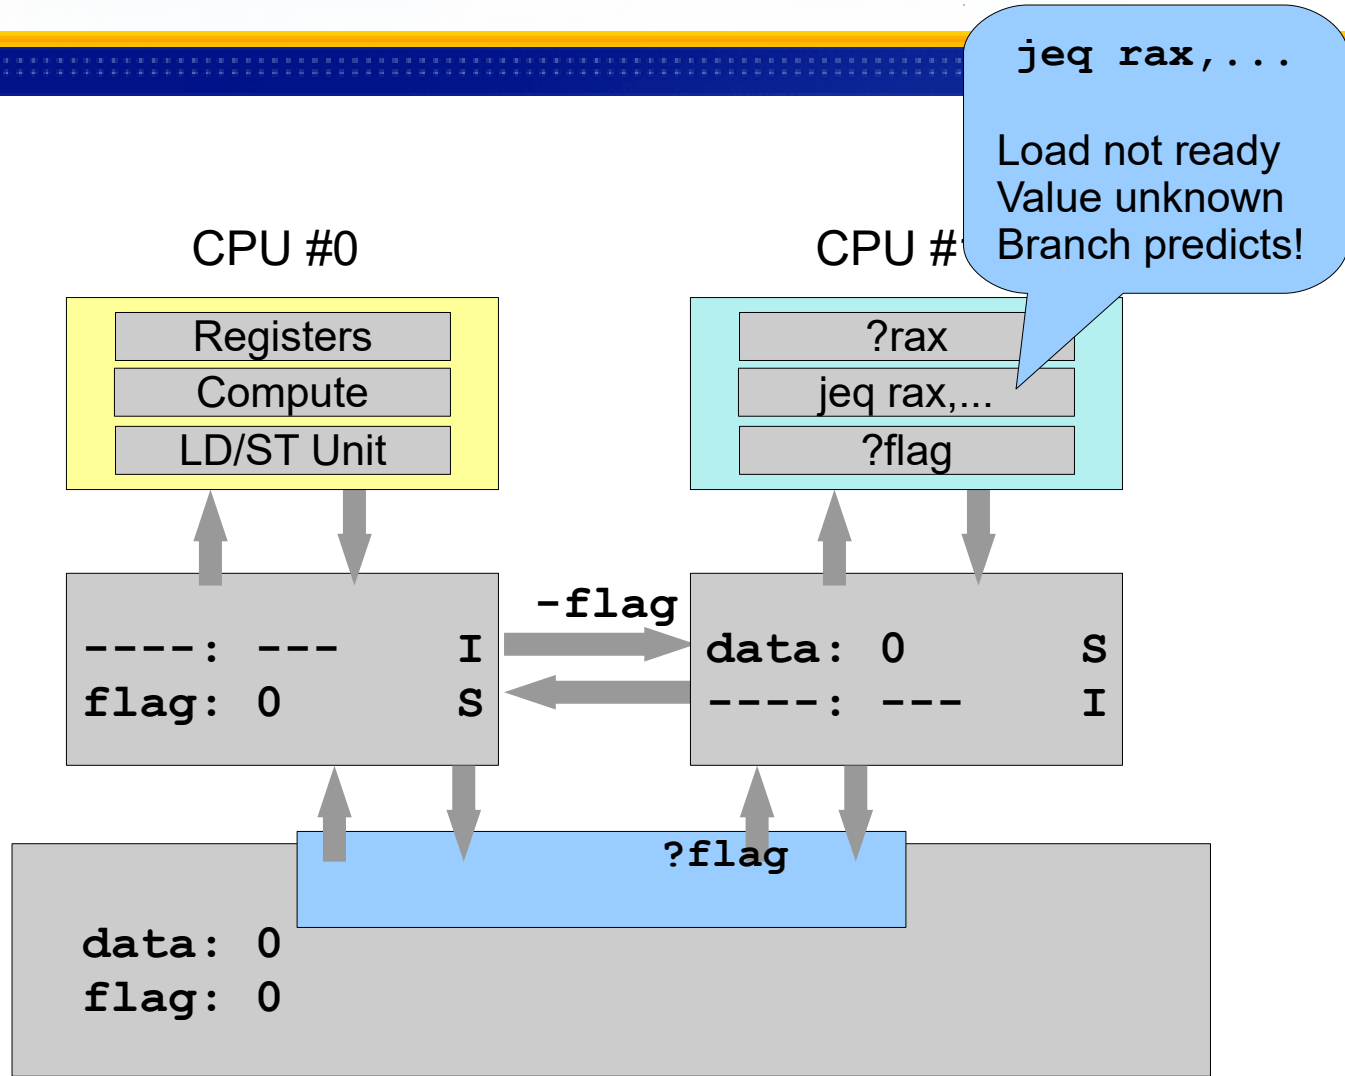 jeq rax,...
Load not ready
Value unknown
Branch predicts!
CPU #0
CPU #
Registers
Compute
LD/ST Unit
?rax
jeq rax,...
?flag
-flag
----: --- I
flag: 0 S
data: 0 S
----: --- I
?flag
data: 0
flag: 0